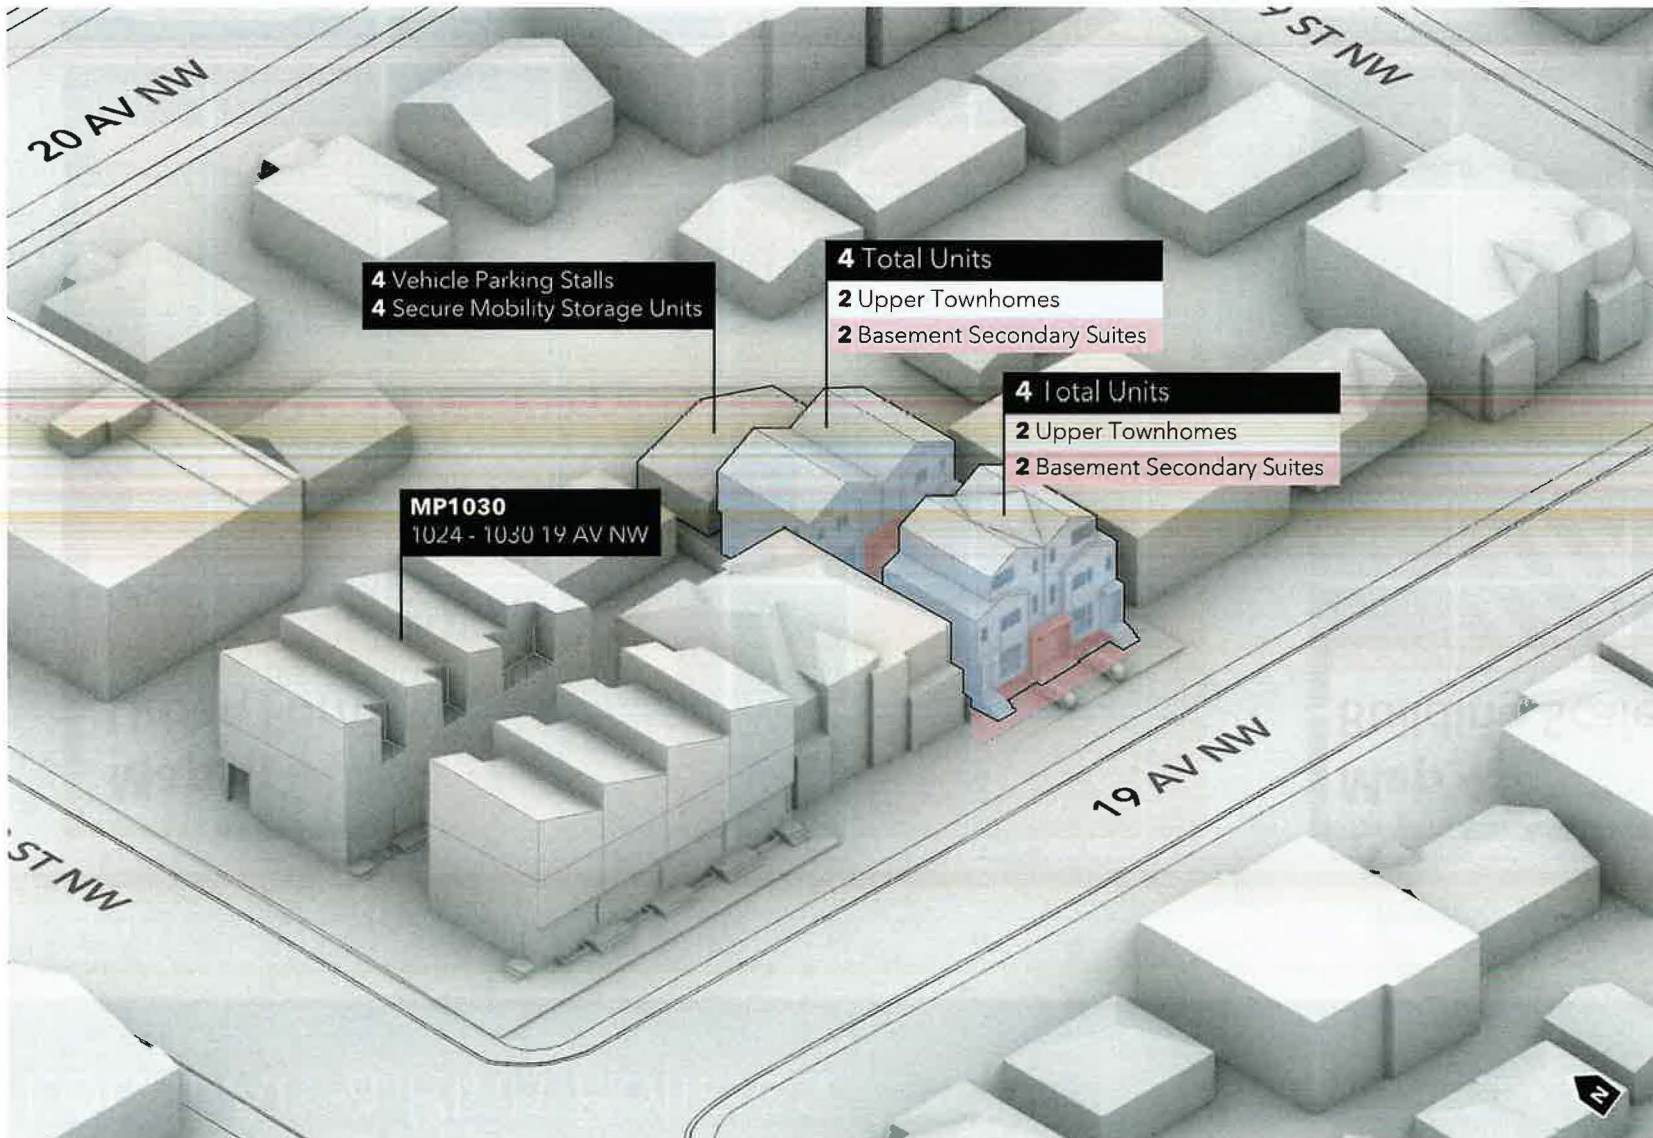 20 AV NW
9 ST NW
4 Vehicle Parking Stalls
4 Secure Mobility Storage Units
4 Total Units
2 Upper Townhomes
2 Basement Secondary Suites
4 Total Units
2 Upper Townhomes
2 Basement Secondary Suites
MP1030
1024 - 1030 19 AV NW
19 AV NW
ST NW
N